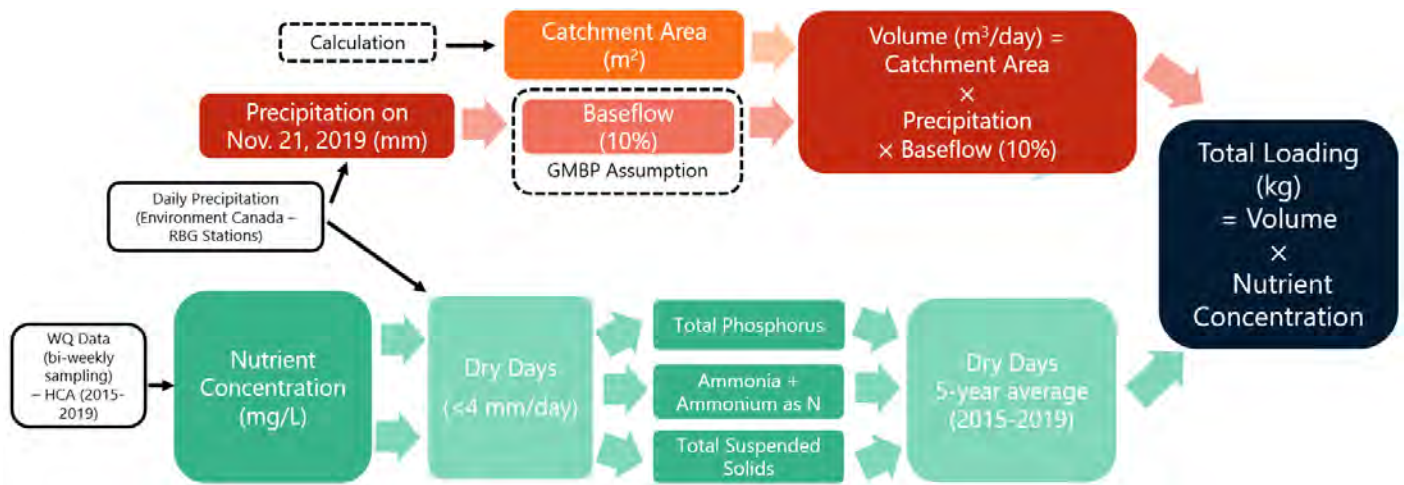 Calculation
Catchment Area
(m²)
Volume (m³/day) =
Catchment Area
×
Precipitation
× Baseflow (10%)
Precipitation on
Nov. 21, 2019 (mm)
Baseflow
(10%)
GMBP Assumption
Total Loading
(kg)
= Volume
×
Nutrient
Concentration
Daily Precipitation
(Environment Canada –
RBG Stations)
WQ Data
(bi-weekly
sampling)
– HCA (2015-
2019)
Nutrient
Concentration
(mg/L)
Dry Days
(<4 mm/day)
Total Phosphorus
Ammonia +
Ammonium as N
Total Suspended
Solids
Dry Days
5-year average
(2015-2019)